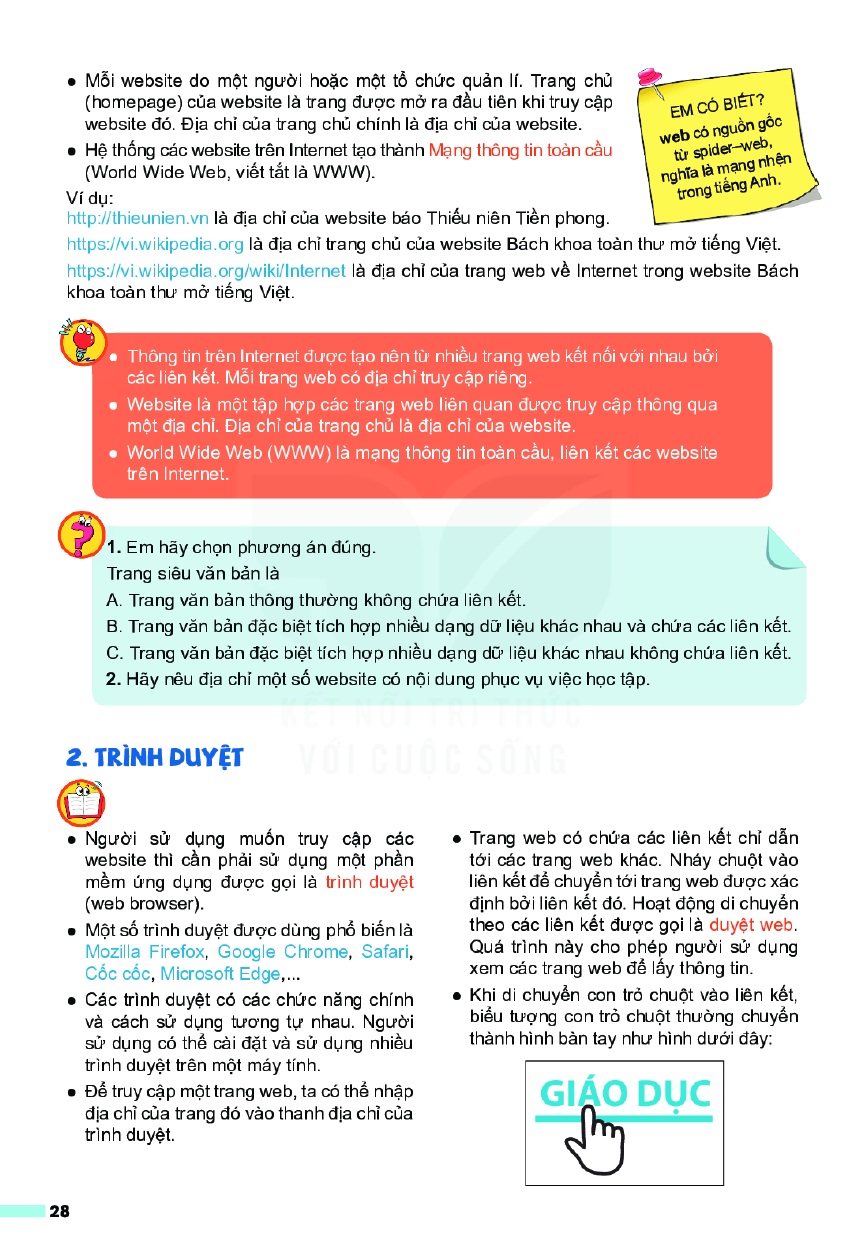 ● Mỗi website do một người hoặc một tổ chức quản lí. Trang chủ
(homepage) của website là trang được mở ra đầu tiên khi truy cập
website đó. Địa chỉ của trang chủ chính là địa chỉ của website.
● Hệ thống các website trên Internet tạo thành Mạng thông tin toàn cầu
(World Wide Web, viết tắt là WWW).
EM CÓ BIẾT?
web có nguồn gốc
từ spider–web,
nghĩa là mạng nhện
trong tiếng Anh.
Ví dụ:
http://thieunien.vn là địa chỉ của website báo Thiếu niên Tiền phong.
https://vi.wikipedia.org là địa chỉ trang chủ của website Bách khoa toàn thư mở tiếng Việt.
https://vi.wikipedia.org/wiki/Internet là địa chỉ của trang web về Internet trong website Bách
khoa toàn thư mở tiếng Việt.
● Thông tin trên Internet được tạo nên từ nhiều trang web kết nối với nhau bởi
các liên kết. Mỗi trang web có địa chỉ truy cập riêng.
● Website là một tập hợp các trang web liên quan được truy cập thông qua
một địa chỉ. Địa chỉ của trang chủ là địa chỉ của website.
● World Wide Web (WWW) là mạng thông tin toàn cầu, liên kết các website
trên Internet.
1. Em hãy chọn phương án đúng.
Trang siêu văn bản là
A. Trang văn bản thông thường không chứa liên kết.
B. Trang văn bản đặc biệt tích hợp nhiều dạng dữ liệu khác nhau và chứa các liên kết.
C. Trang văn bản đặc biệt tích hợp nhiều dạng dữ liệu khác nhau không chứa liên kết.
2. Hãy nêu địa chỉ một số website có nội dung phục vụ việc học tập.
KẾT NỐI TRI THỨC
VỚI CUỘC SỐNG
2. TRÌNH DUYỆT
● Người sử dụng muốn truy cập các
website thì cần phải sử dụng một phần
mềm ứng dụng được gọi là trình duyệt
(web browser).
● Một số trình duyệt được dùng phổ biến là
Mozilla Firefox, Google Chrome, Safari,
Cốc cốc, Microsoft Edge,...
● Các trình duyệt có các chức năng chính
và cách sử dụng tương tự nhau. Người
sử dụng có thể cài đặt và sử dụng nhiều
trình duyệt trên một máy tính.
● Để truy cập một trang web, ta có thể nhập
địa chỉ của trang đó vào thanh địa chỉ của
trình duyệt.
● Trang web có chứa các liên kết chỉ dẫn
tới các trang web khác. Nháy chuột vào
liên kết để chuyển tới trang web được xác
định bởi liên kết đó. Hoạt động di chuyển
theo các liên kết được gọi là duyệt web.
Quá trình này cho phép người sử dụng
xem các trang web để lấy thông tin.
● Khi di chuyển con trỏ chuột vào liên kết,
biểu tượng con trỏ chuột thường chuyển
thành hình bàn tay như hình dưới đây:
GIÁO DỤC
28